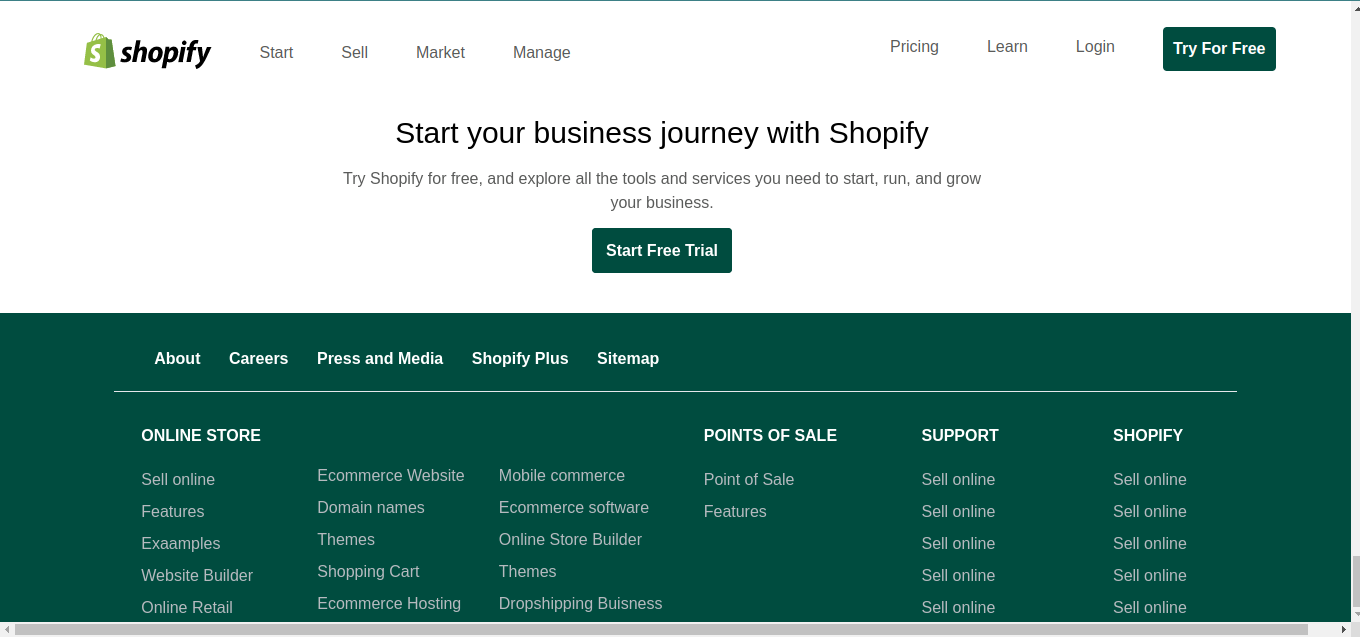 shopify Start Sell Market Manage Pricing Learn Login Try For Free
Start your business journey with Shopify
Try Shopify for free, and explore all the tools and services you need to start, run, and grow
your business.
Start Free Trial
About Careers Press and Media Shopify Plus Sitemap
ONLINE STORE POINTS OF SALE SUPPORT SHOPIFY
Sell online Ecommerce Website Mobile commerce Point of Sale Sell online Sell online
Features Domain names Ecommerce software Features Sell online Sell online
Exaamples Themes Online Store Builder Sell online Sell online
Website Builder Shopping Cart Themes Sell online Sell online
Online Retail Ecommerce Hosting Dropshipping Buisness Sell online Sell online